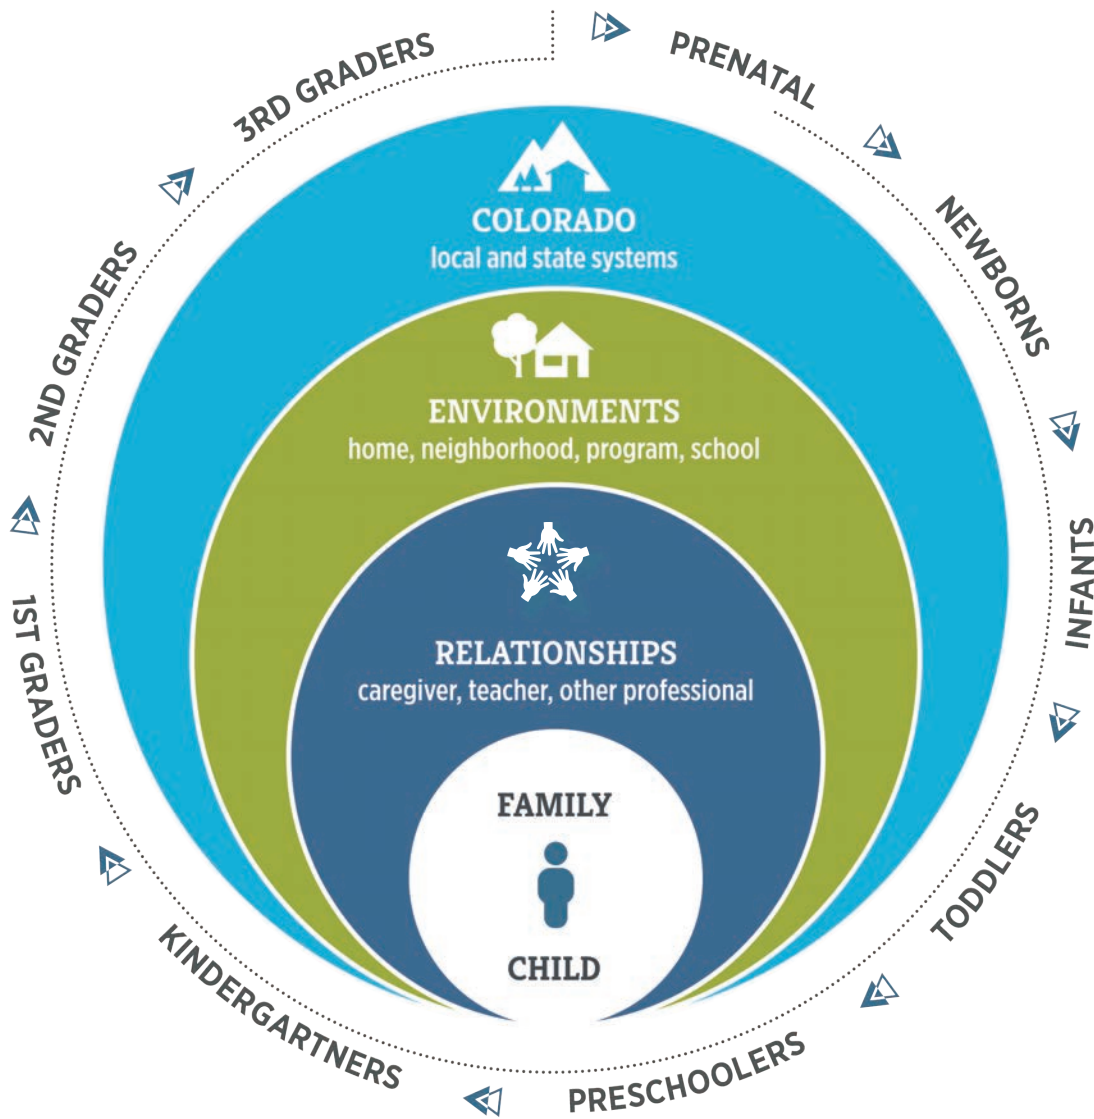 PRENATAL
NEWBORNS
INFANTS
TODDLERS
PRESCHOOLERS
KINDERGARTNERS
1ST GRADERS
2ND GRADERS
3RD GRADERS
COLORADO
local and state systems
ENVIRONMENTS
home, neighborhood, program, school
RELATIONSHIPS
caregiver, teacher, other professional
FAMILY
CHILD